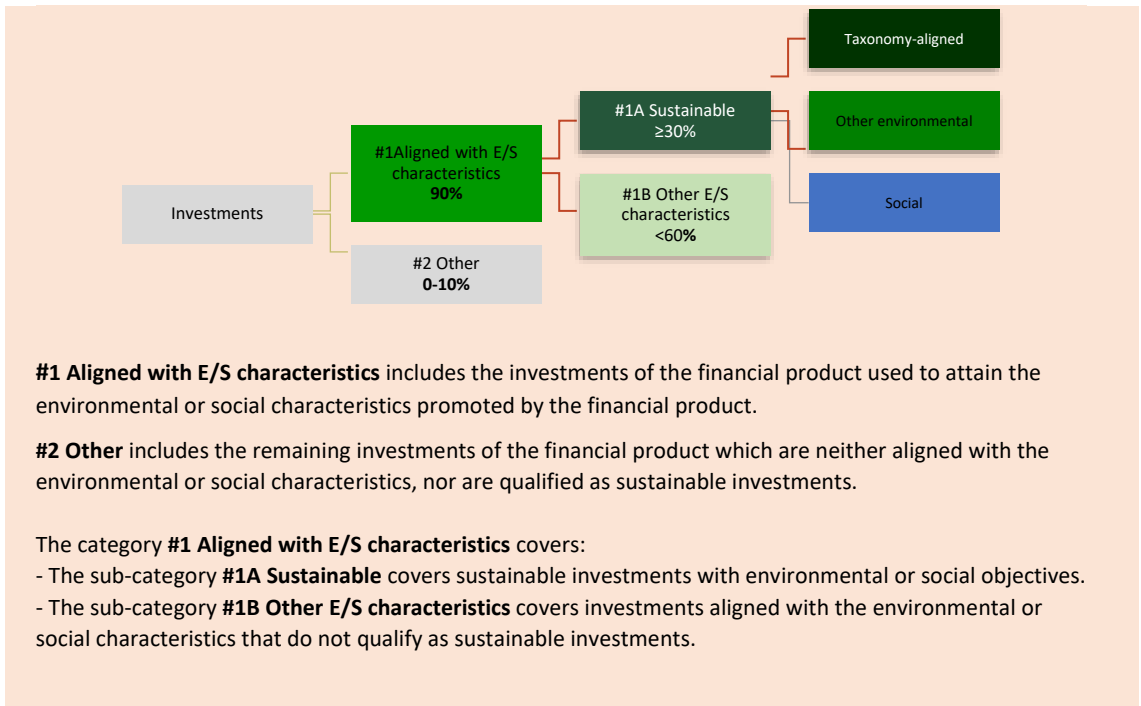 Taxonomy-aligned
#1A Sustainable
≥30%
Other environmental
#1Aligned with E/S
characteristics
90%
#1B Other E/S
characteristics
<60%
Investments
Social
#2 Other
0-10%
#1 Aligned with E/S characteristics includes the investments of the financial product used to attain the
environmental or social characteristics promoted by the financial product.
#2 Other includes the remaining investments of the financial product which are neither aligned with the
environmental or social characteristics, nor are qualified as sustainable investments.
The category #1 Aligned with E/S characteristics covers:
- The sub-category #1A Sustainable covers sustainable investments with environmental or social objectives.
- The sub-category #1B Other E/S characteristics covers investments aligned with the environmental or
social characteristics that do not qualify as sustainable investments.